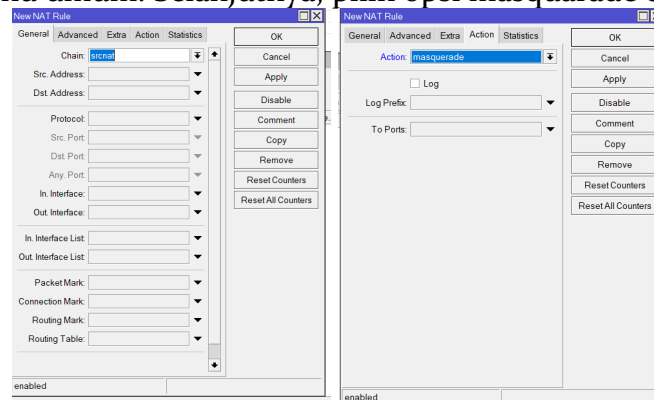 New NAT Rule
General Advanced Extra Action Statistics
Chain: srcnat
Src. Address:
Dst. Address:
Protocol:
Src. Port:
Dst. Port:
Any. Port:
In. Interface:
Out. Interface:
In. Interface List:
Out. Interface List:
Packet Mark:
Connection Mark:
Routing Mark:
Routing Table:
OK
Cancel
Apply
Disable
Comment
Copy
Remove
Reset Counters
Reset All Counters
enabled
New NAT Rule
General Advanced Extra Action Statistics
Action: masquerade
Log
Log Prefix:
To Ports:
OK
Cancel
Apply
Disable
Comment
Copy
Remove
Reset Counters
Reset All Counters
enabled